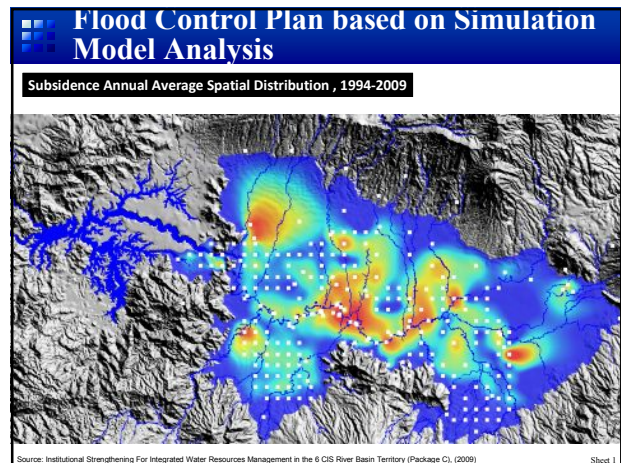 Flood Control Plan based on Simulation
Model Analysis
Subsidence Annual Average Spatial Distribution , 1994-2009
Source: Institutional Strengthening For Integrated Water Resources Management in the 6 CIS River Basin Territory (Package C), (2009)
Sheet 1